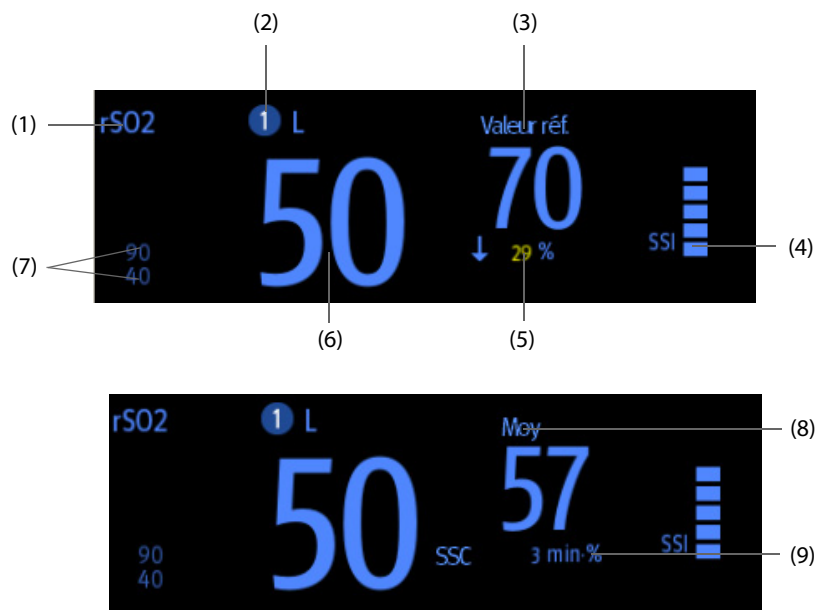 (2) (3)
(1) rSO2 1 L Valeur réf.
50 70
SSI (4)
(7) 90 ↓ 29 %
40
(6) (5)
rSO2 1 L Moy (8)
50 57
SSC 3 min-% SSI (9)
90
40